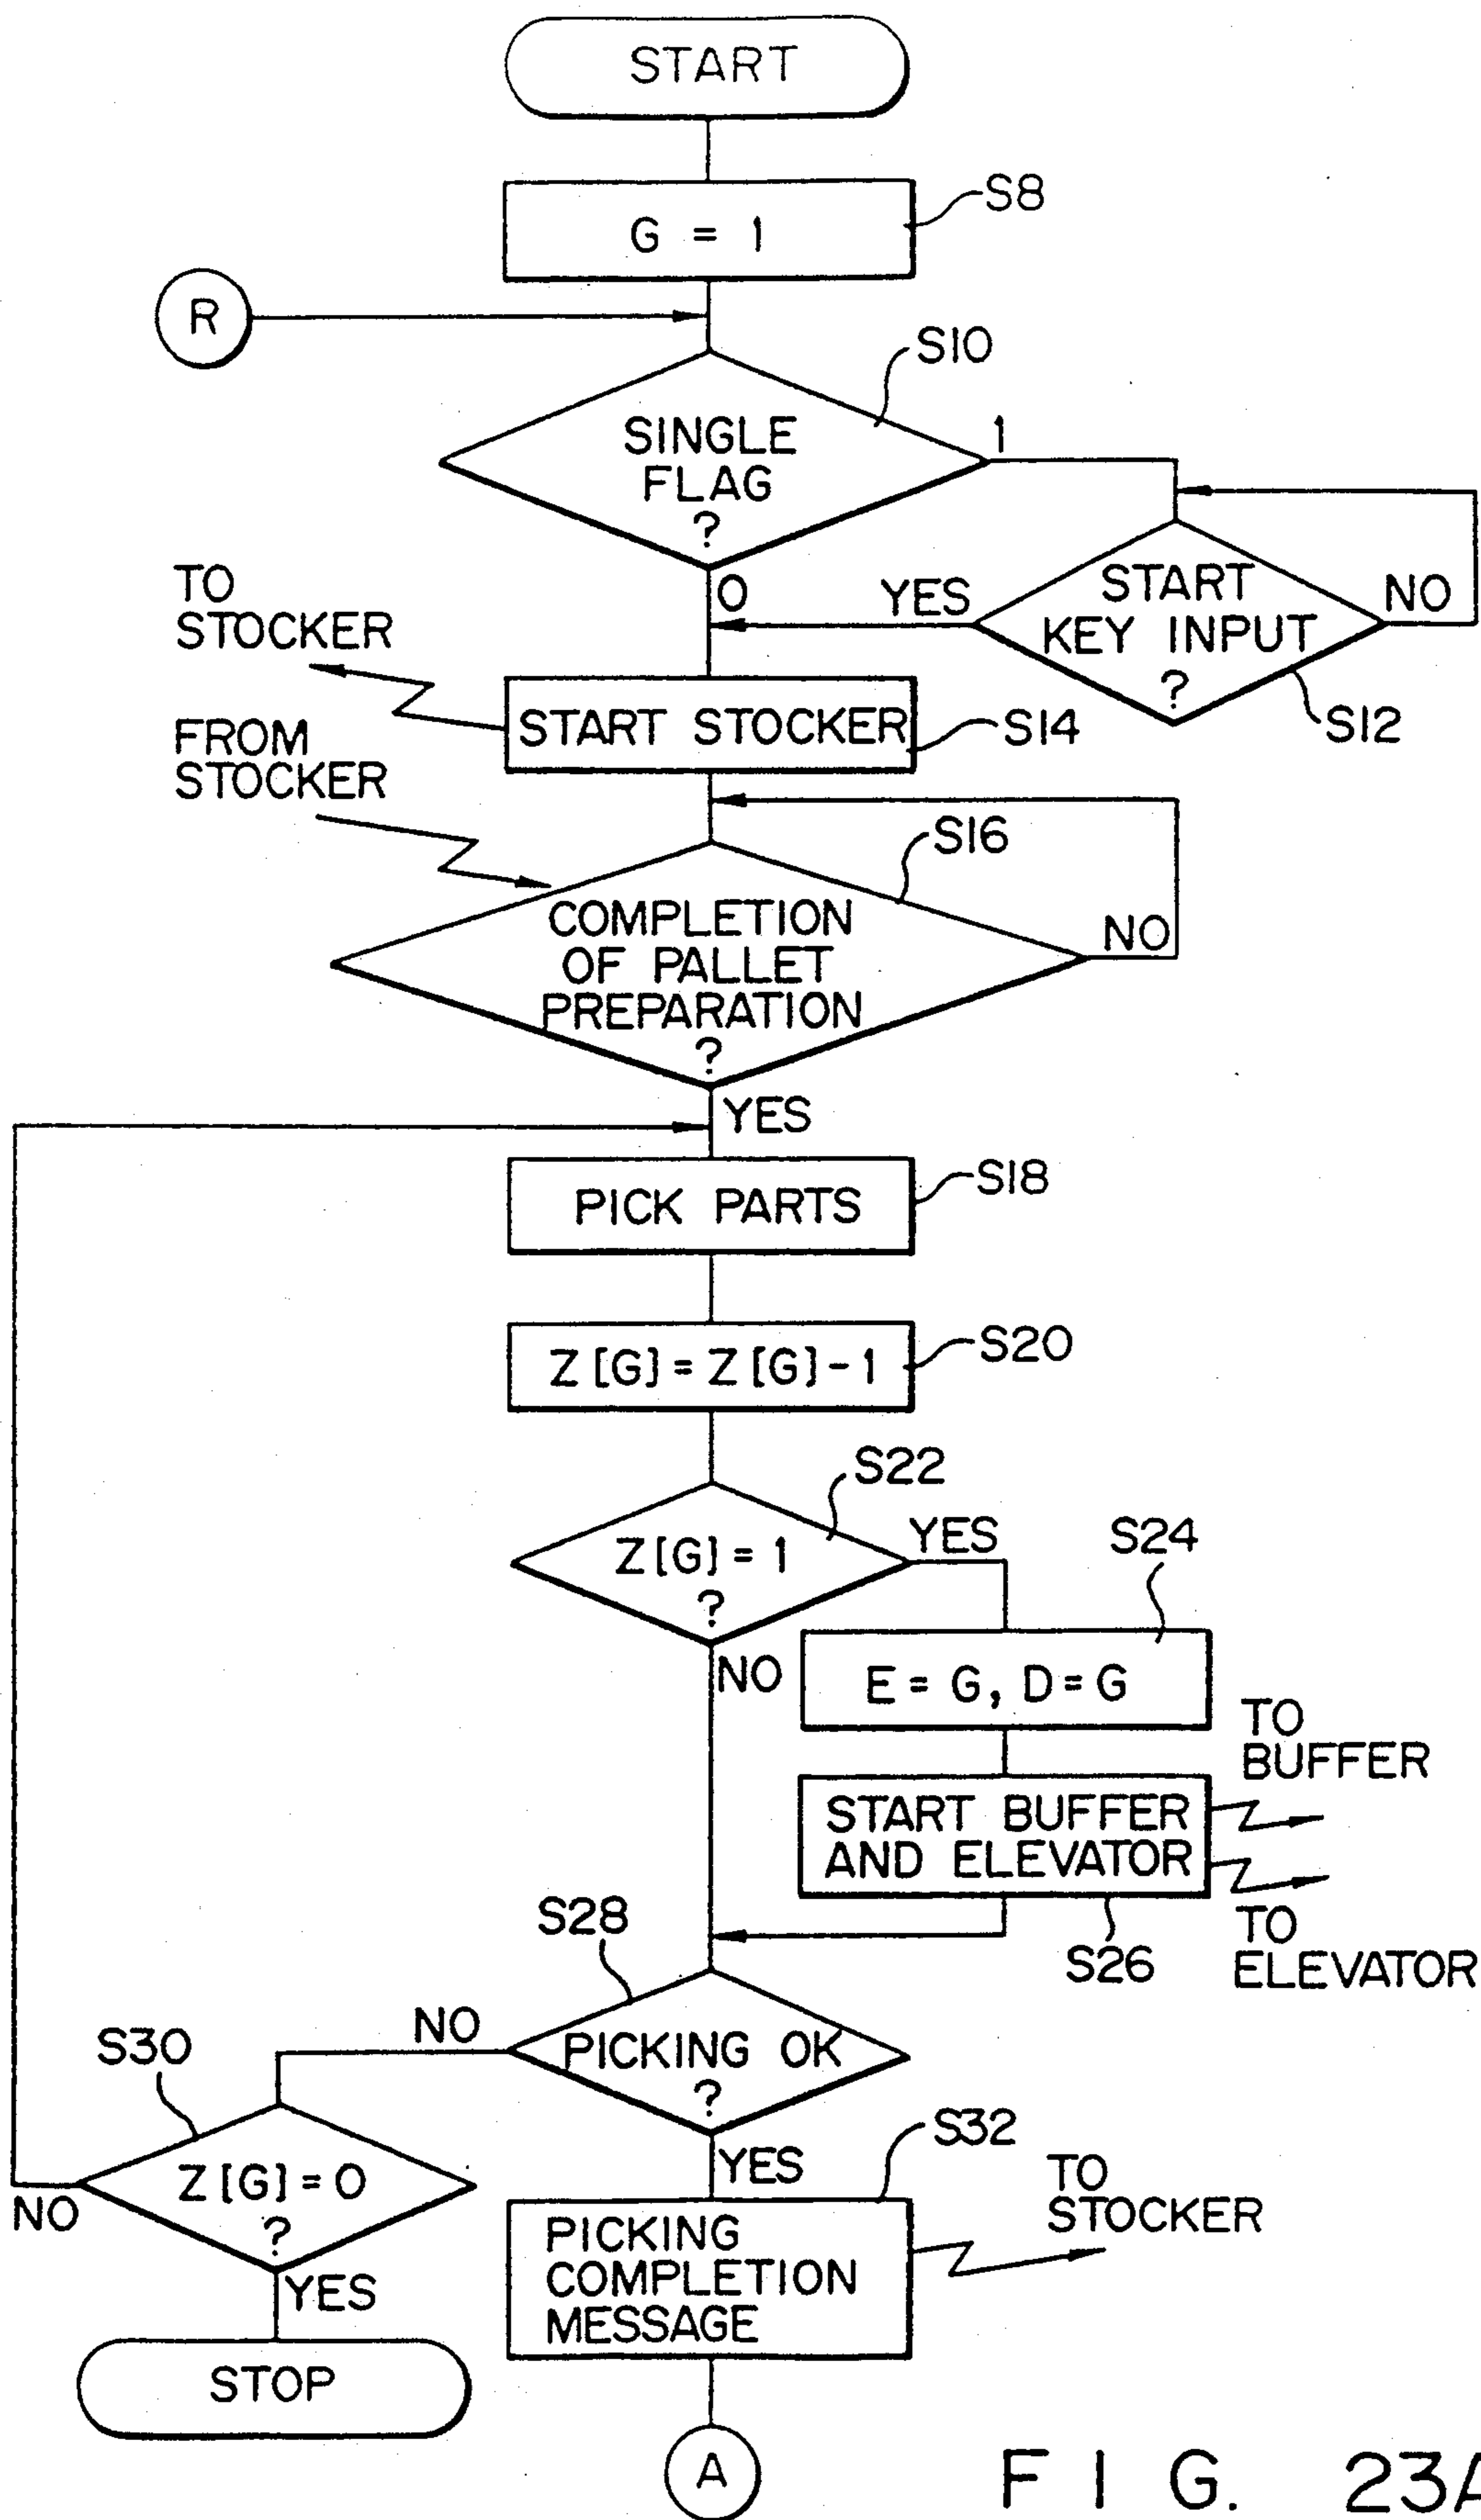 START
G = 1
S8
R
S10
SINGLE
FLAG
?
1
0
START
KEY INPUT
?
YES
NO
S12
TO
STOCKER
START STOCKER
S14
FROM
STOCKER
S16
COMPLETION
OF PALLET
PREPARATION
?
NO
YES
PICK PARTS
S18
Z[G] = Z[G] - 1
S20
S22
Z[G] = 1
?
YES
NO
S24
E = G, D = G
TO
BUFFER
START BUFFER
AND ELEVATOR
S26
TO
ELEVATOR
S28
PICKING OK
?
NO
YES
S30
Z[G] = 0
?
NO
YES
STOP
S32
PICKING
COMPLETION
MESSAGE
TO
STOCKER
A
FIG. 23A